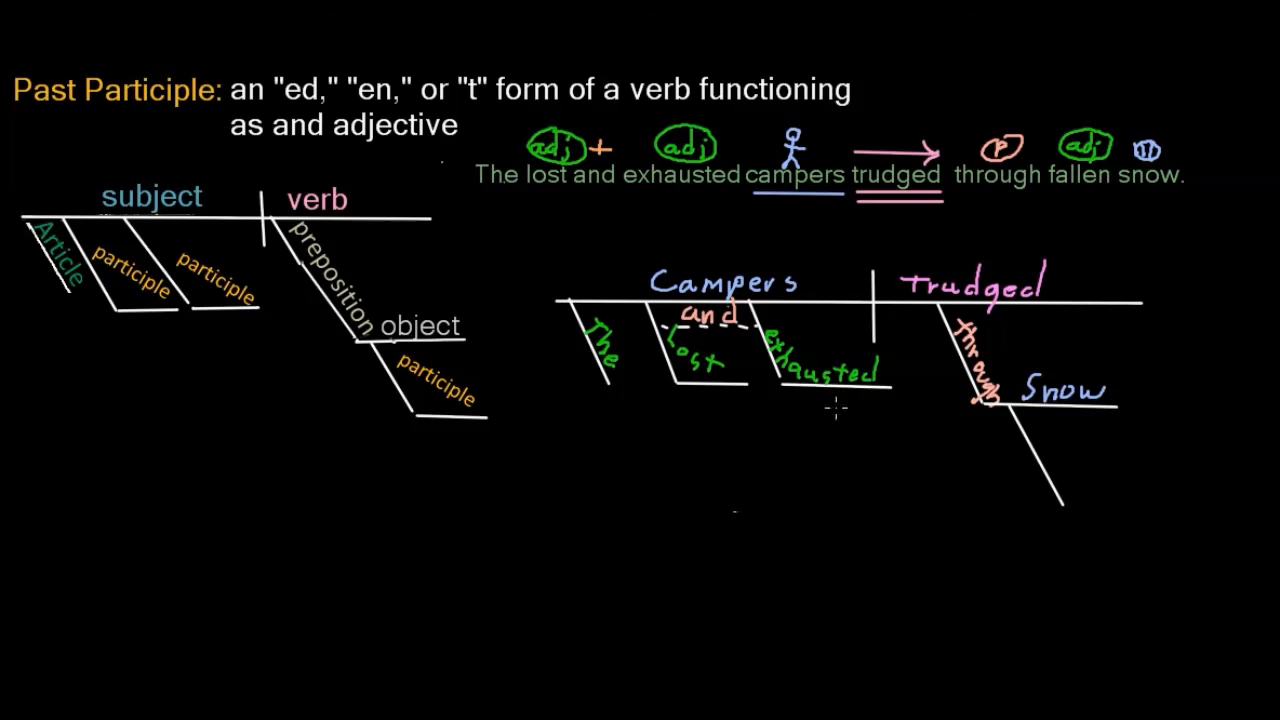 Past Participle: an "ed," "en," or "t" form of a verb functioning
as and adjective
adj + adj P adj n
The lost and exhausted campers trudged through fallen snow.
subject verb
Article participle participle preposition
object
participle
Campers Trudged
and
The Lost exhausted through
Snow